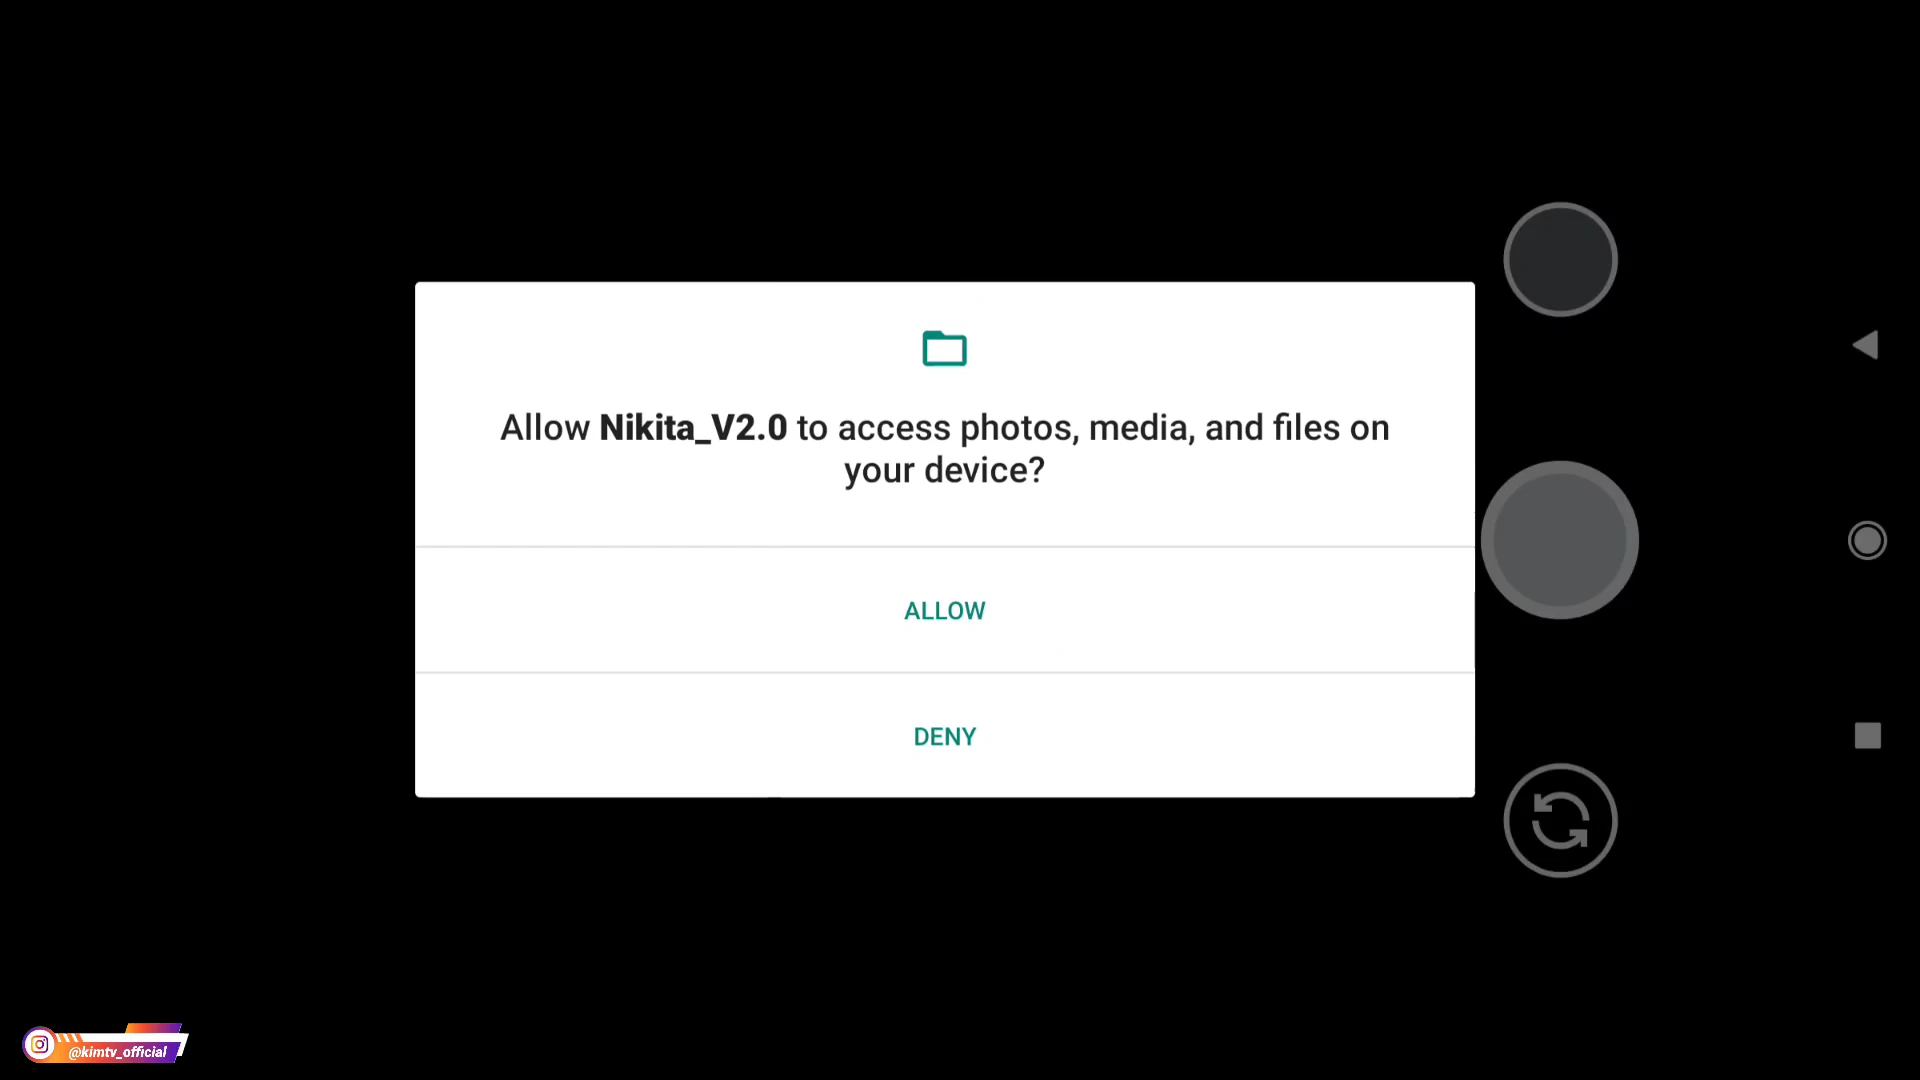 Allow Nikita_V2.0 to access photos, media, and files on
your device?
ALLOW
DENY
@kimtv_official